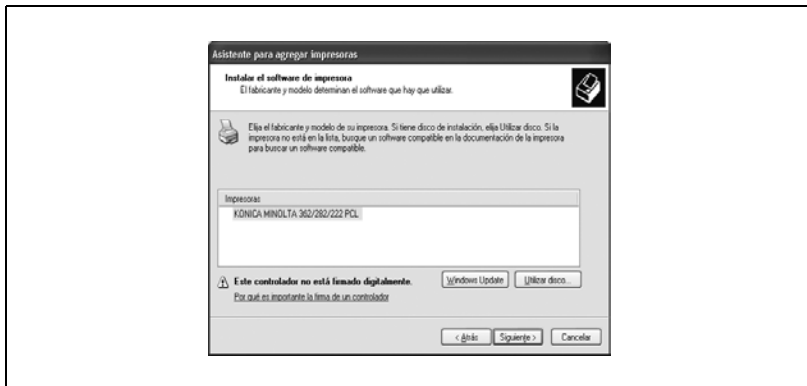 Asistente para agregar impresoras
Instalar el software de impresora
El fabricante y modelo determinan el software que hay que utilizar.
Elija el fabricante y modelo de su impresora. Si tiene disco de instalación, elija Utilizar disco. Si la
impresora no está en la lista, busque un software compatible en la documentación de la impresora
para buscar un software compatible.
Impresoras
KONICA MINOLTA 362/282/222 PCL
Este controlador no está firmado digitalmente.
Por qué es importante la firma de un controlador
Windows Update
Utilizar disco...
< Atrás
Siguiente >
Cancelar